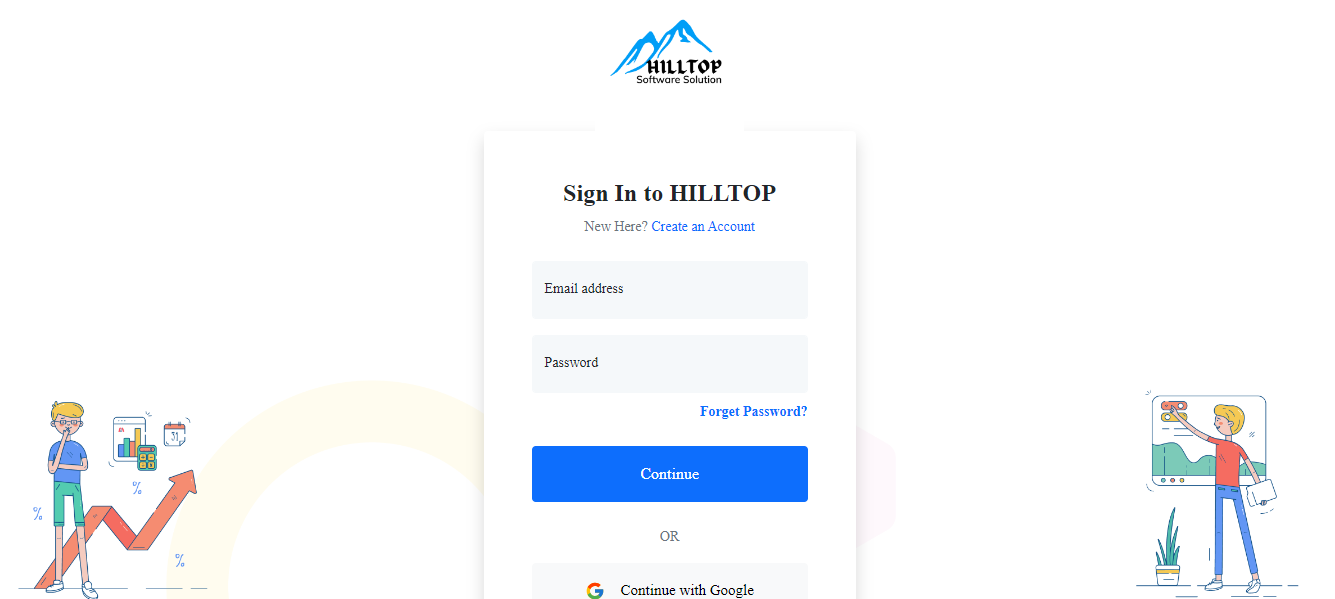 HILLTOP
Software Solution
Sign In to HILLTOP
New Here? Create an Account
Email address
Password
Forget Password?
Continue
OR
Continue with Google
31
%
%
%
%